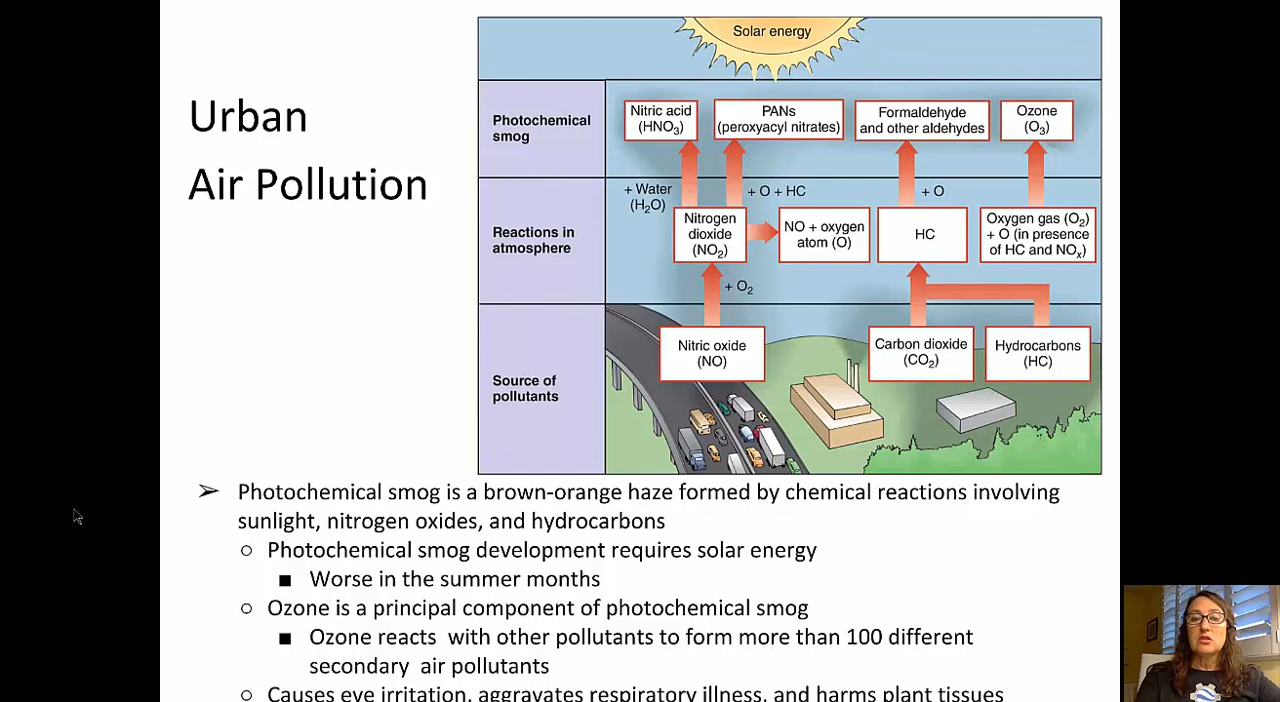 Urban
Air Pollution
Solar energy
Photochemical
smog
Nitric acid
(HNO₃)
PANs
(peroxyacyl nitrates)
Formaldehyde
and other aldehydes
Ozone
(O₃)
+ Water
(H₂O)
+ O + HC
+ O
Reactions in
atmosphere
Nitrogen
dioxide
(NO₂)
NO + oxygen
atom (O)
HC
Oxygen gas (O₂)
+ O (in presence
of HC and NOₓ)
+ O₂
Source of
pollutants
Nitric oxide
(NO)
Carbon dioxide
(CO₂)
Hydrocarbons
(HC)
➢ Photochemical smog is a brown-orange haze formed by chemical reactions involving
sunlight, nitrogen oxides, and hydrocarbons
○ Photochemical smog development requires solar energy
■ Worse in the summer months
○ Ozone is a principal component of photochemical smog
■ Ozone reacts with other pollutants to form more than 100 different
secondary air pollutants
○ Causes eye irritation, aggravates respiratory illness, and harms plant tissues